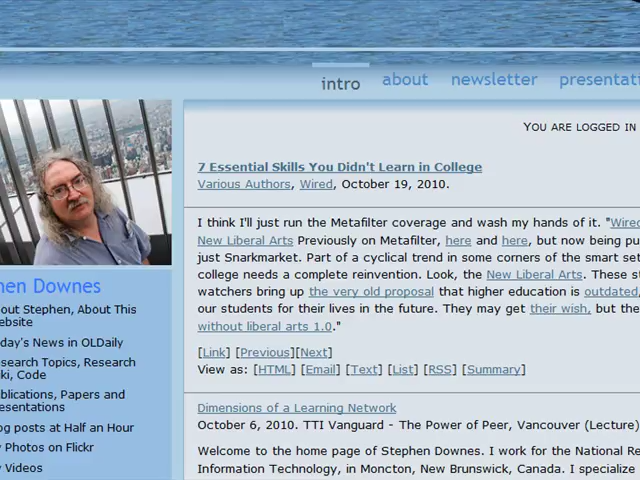 intro about newsletter
YOU ARE LOGGED IN
7 Essential Skills You Didn't Learn in College
Various Authors, Wired, October 19, 2010.
I think I'll just run the Metafilter coverage and wash my hands of it. "Wired
New Liberal Arts Previously on Metafilter, here and here, but now being pu
just Snarkmarket. Part of a cyclical trend in some corners of the smart set
college needs a complete reinvention. Look, the New Liberal Arts. These
watchers bring up the very old proposal that higher education is outdated,
our students for their lives in the future. They may get their wish, but the
without liberal arts 1.0."
[Link] [Previous][Next]
View as: [HTML] [Email] [Text] [List] [RSS] [Summary]
Dimensions of a Learning Network
October 6, 2010. TTI Vanguard - The Power of Peer, Vancouver (Lecture)
Welcome to the home page of Stephen Downes. I work for the National Re
Information Technology, in Moncton, New Brunswick, Canada. I specialize
hen Downes
out Stephen, About This
ebsite
day's News in OLDaily
search Topics, Research
ki, Code
blications, Papers and
esentations
og posts at Half an Hour
Photos on Flickr
Videos